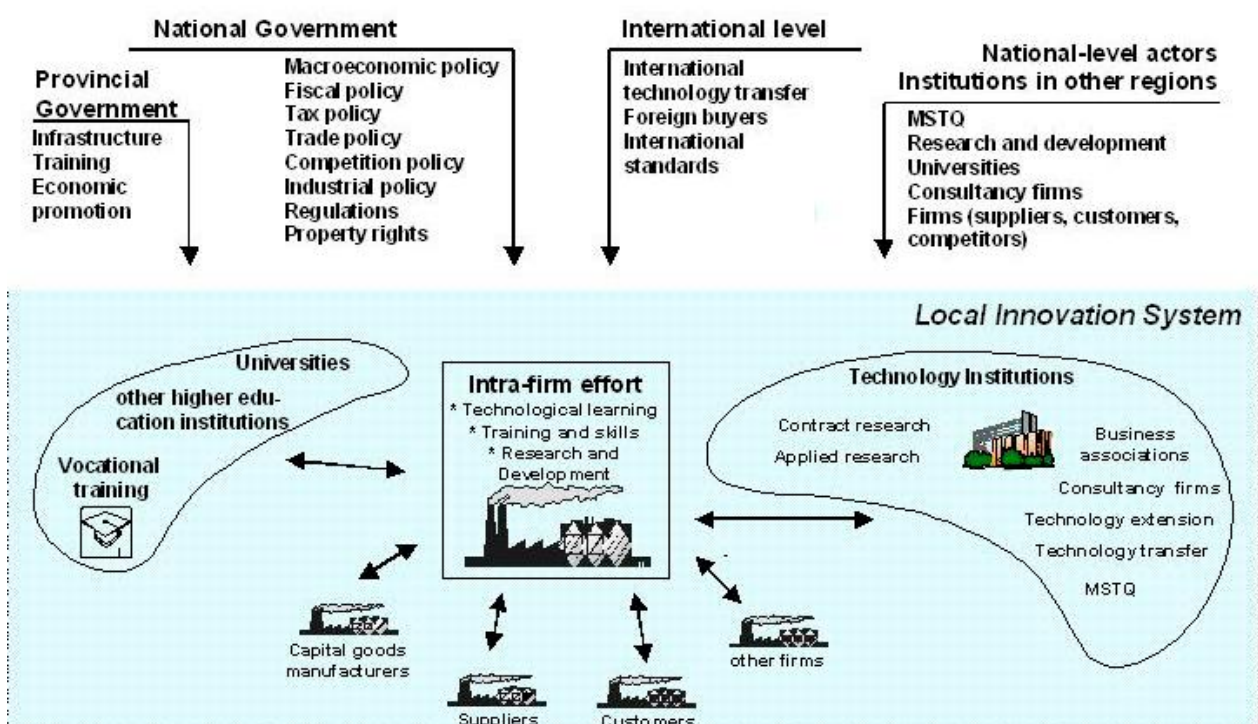 National Government
International level
National-level actors
Institutions in other regions
Provincial
Government
Infrastructure
Training
Economic
promotion
Macroeconomic policy
Fiscal policy
Tax policy
Trade policy
Competition policy
Industrial policy
Regulations
Property rights
International
technology transfer
Foreign buyers
International
standards
MSTQ
Research and development
Universities
Consultancy firms
Firms (suppliers, customers,
competitors)
Local Innovation System
Universities
other higher edu-
cation institutions
Vocational
training
Intra-firm effort
* Technological learning
* Training and skills
* Research and
Development
Technology Institutions
Contract research
Applied research
Business
associations
Consultancy firms
Technology extension
Technology transfer
MSTQ
Capital goods
manufacturers
Suppliers
Customers
other firms